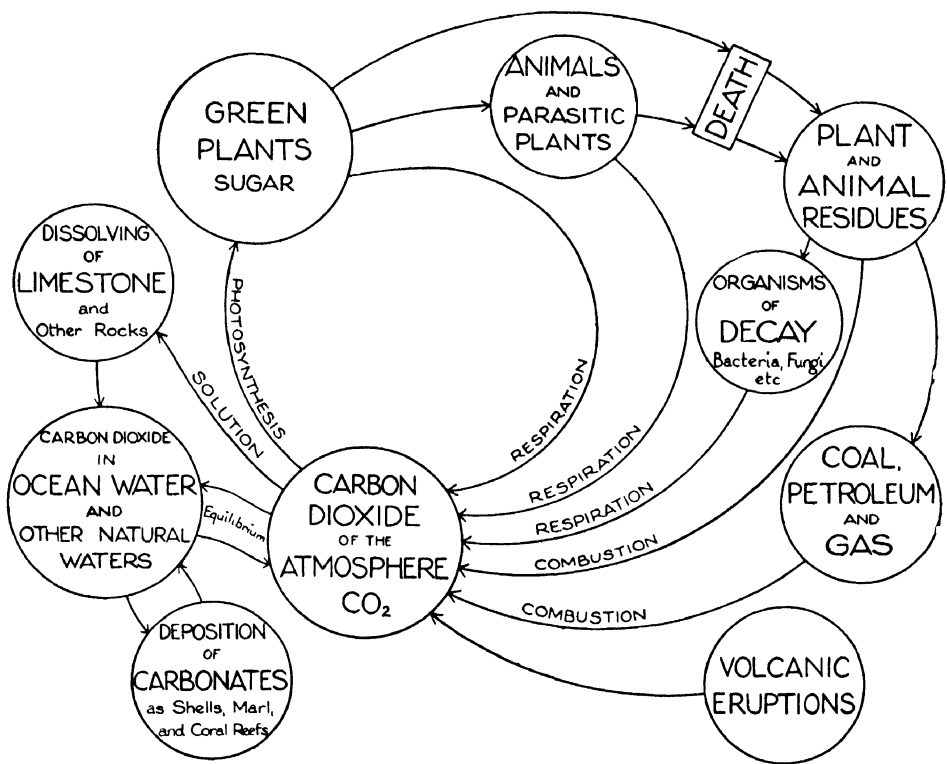 GREEN
PLANTS
SUGAR
ANIMALS
AND
PARASITIC
PLANTS
DEATH
PLANT
AND
ANIMAL
RESIDUES
DISSOLVING
OF
LIMESTONE
and
Other Rocks
PHOTOSYNTHESIS
SOLUTION
RESPIRATION
RESPIRATION
RESPIRATION
COMBUSTION
COMBUSTION
ORGANISMS
OF
DECAY
Bacteria, Fungi
etc
CARBON DIOXIDE
IN
OCEAN WATER
AND
OTHER NATURAL
WATERS
Equilibrium
CARBON
DIOXIDE
OF THE
ATMOSPHERE
CO₂
COAL,
PETROLEUM
AND
GAS
DEPOSITION
OF
CARBONATES
as Shells, Marl,
and Coral Reefs
VOLCANIC
ERUPTIONS